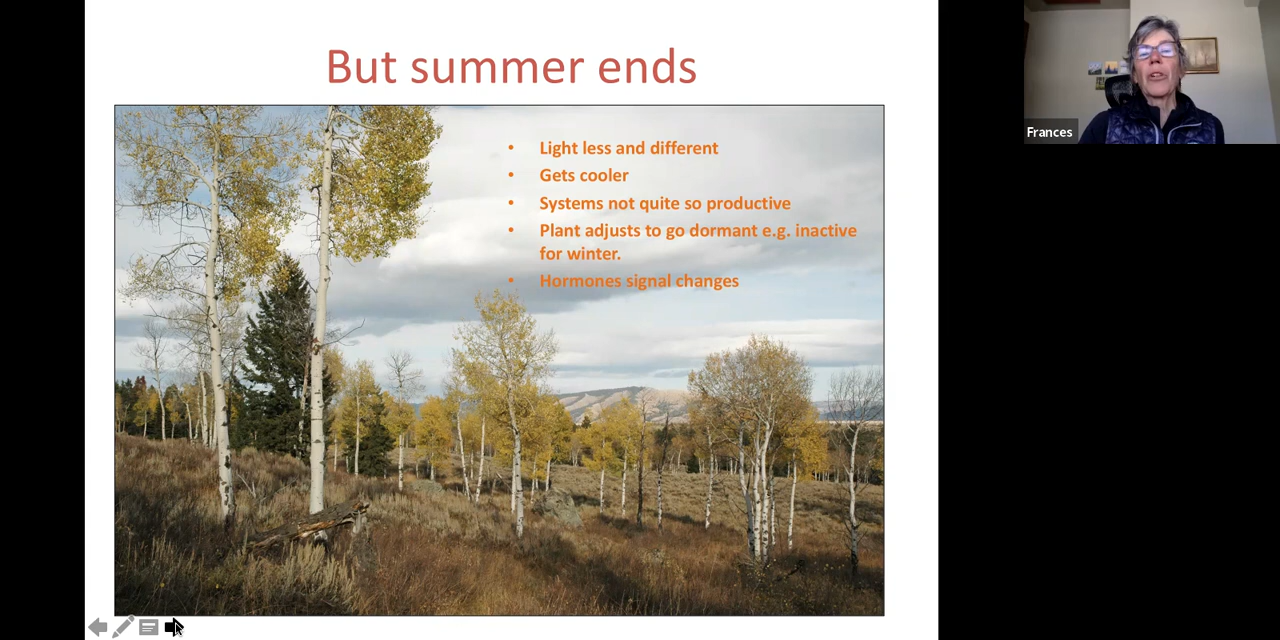 But summer ends
• Light less and different
• Gets cooler
• Systems not quite so productive
• Plant adjusts to go dormant e.g. inactive
for winter.
• Hormones signal changes
Frances